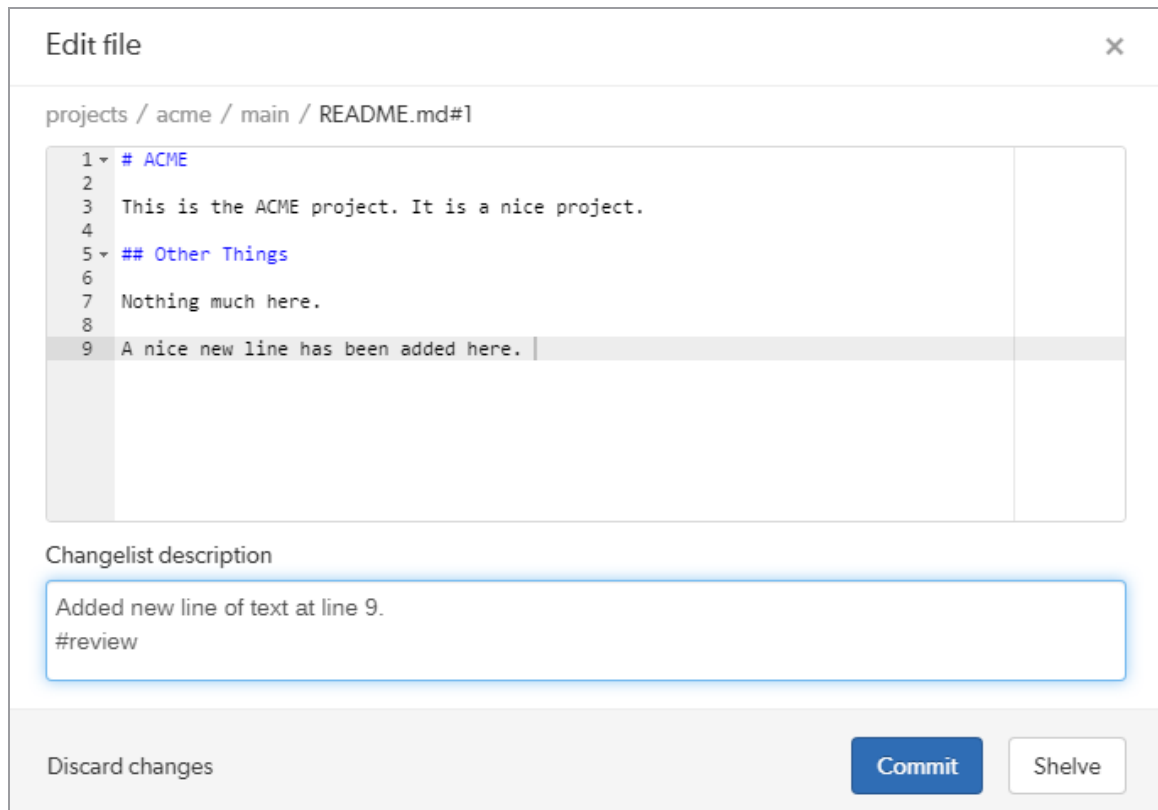 Edit file ×
projects / acme / main / README.md#1
1 # ACME
2
3 This is the ACME project. It is a nice project.
4
5 ## Other Things
6
7 Nothing much here.
8
9 A nice new line has been added here.
Changelist description
Added new line of text at line 9.
#review
Discard changes Commit Shelve